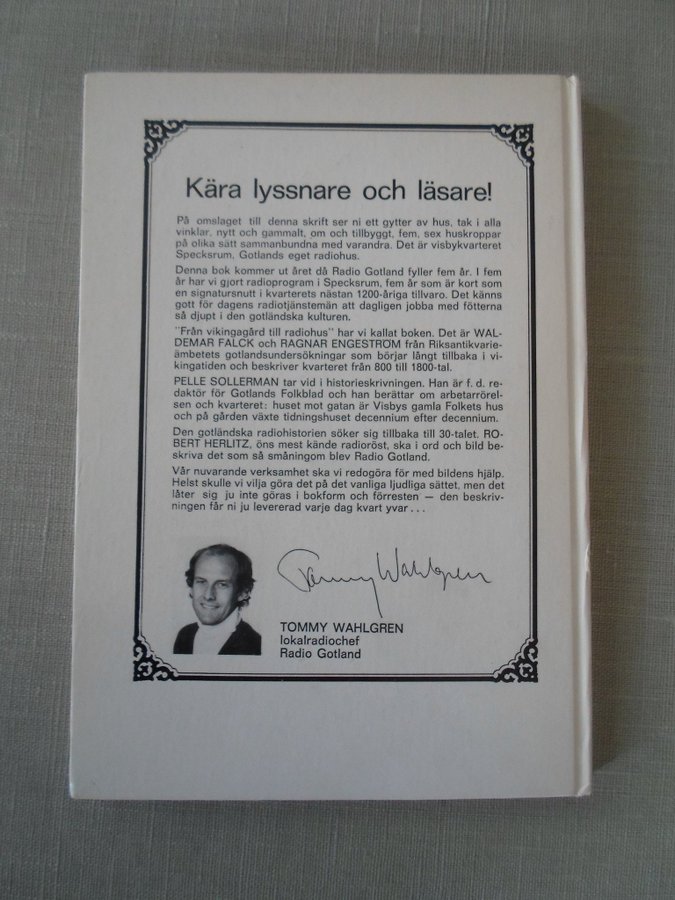 Kära lyssnare och läsare!
På omslaget till denna skrift ser ni ett gytter av hus, tak i alla
vinklar, nytt och gammalt, om och tillbyggt, fem, sex huskroppar
på olika sätt sammanbundna med varandra. Det är visbykvarteret
Specksrum, Gotlands eget radiohus.
Denna bok kommer ut året då Radio Gotland fyller fem år. I fem
år har vi gjort radioprogram i Specksrum, fem år som är kort som
en signatursnutt i kvarterets nästan 1200-åriga tillvaro. Det känns
gott för dagens radiotjänstemän att dagligen jobba med fötterna
så djupt i den gotländska kulturen.
"Från vikingagård till radiohus" har vi kallat boken. Det är WAL-
DEMAR FALCK och RAGNAR ENGESTRÖM från Riksantikvarie-
ämbetets gotlandsundersökningar som börjar långt tillbaka i vi-
kingatiden och beskriver kvarteret från 800 till 1800-tal.
PELLE SOLLERMAN tar vid i historieskrivningen. Han är f. d. re-
daktör för Gotlands Folkblad och han berättar om arbetarrörel-
sen och kvarteret: huset mot gatan är Visbys gamla Folkets hus
och på gården växte tidningshuset decennium efter decennium.
Den gotländska radiohistorien söker sig tillbaka till 30-talet. RO-
BERT HERLITZ, öns mest kände radioröst, ska i ord och bild be-
skriva det som så småningom blev Radio Gotland.
Vår nuvarande verksamhet ska vi redogöra för med bildens hjälp.
Helst skulle vi vilja göra det på det vanliga ljudliga sättet, men det
låter sig ju inte göras i bokform och förresten — den beskriv-
ningen får ni ju levererad varje dag kvart yvar...
Tommy Wahlgren
TOMMY WAHLGREN
lokalradiochef
Radio Gotland